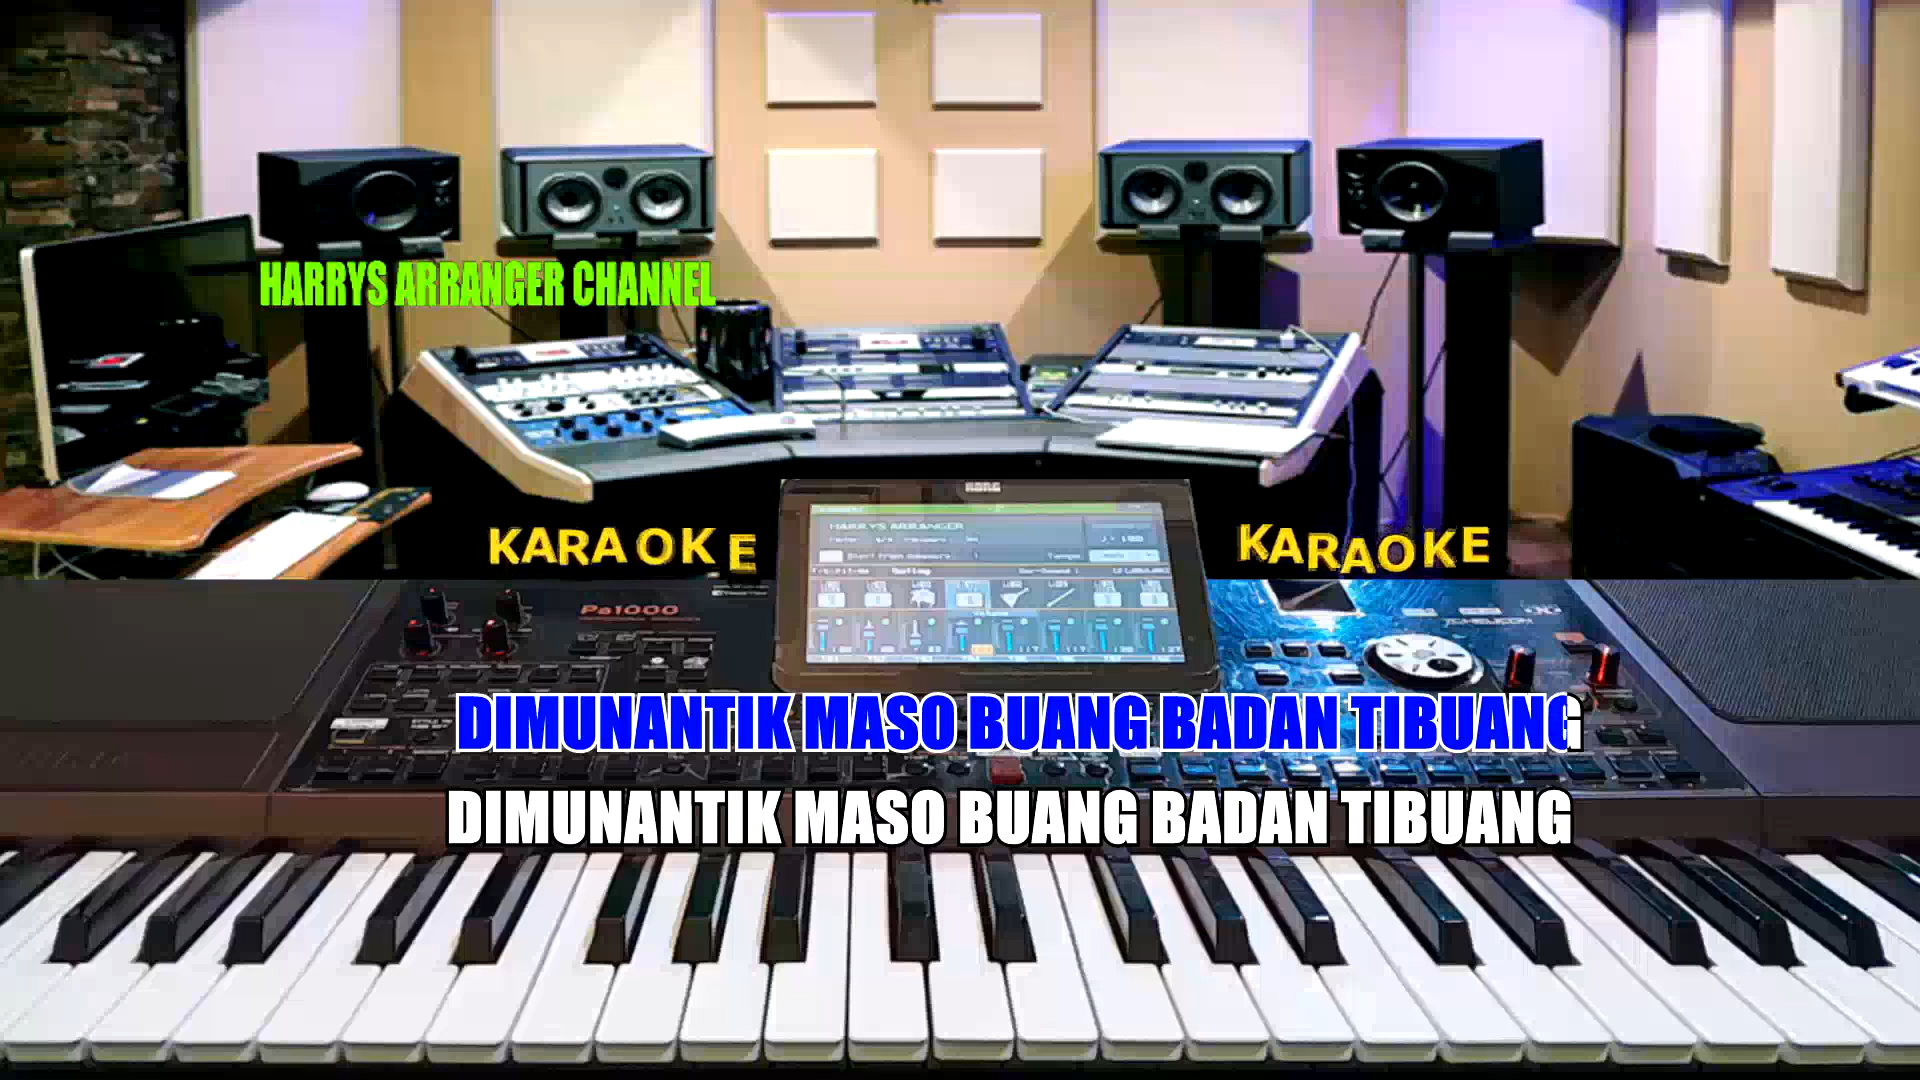 HARRYS ARRANGER CHANNEL
KORG
KARAOKE
KARAOKE
HARRYS ARRANGER
Pa1000
DIMUNANTIK MASO BUANG BADAN TIBUANG
DIMUNANTIK MASO BUANG BADAN TIBUANG